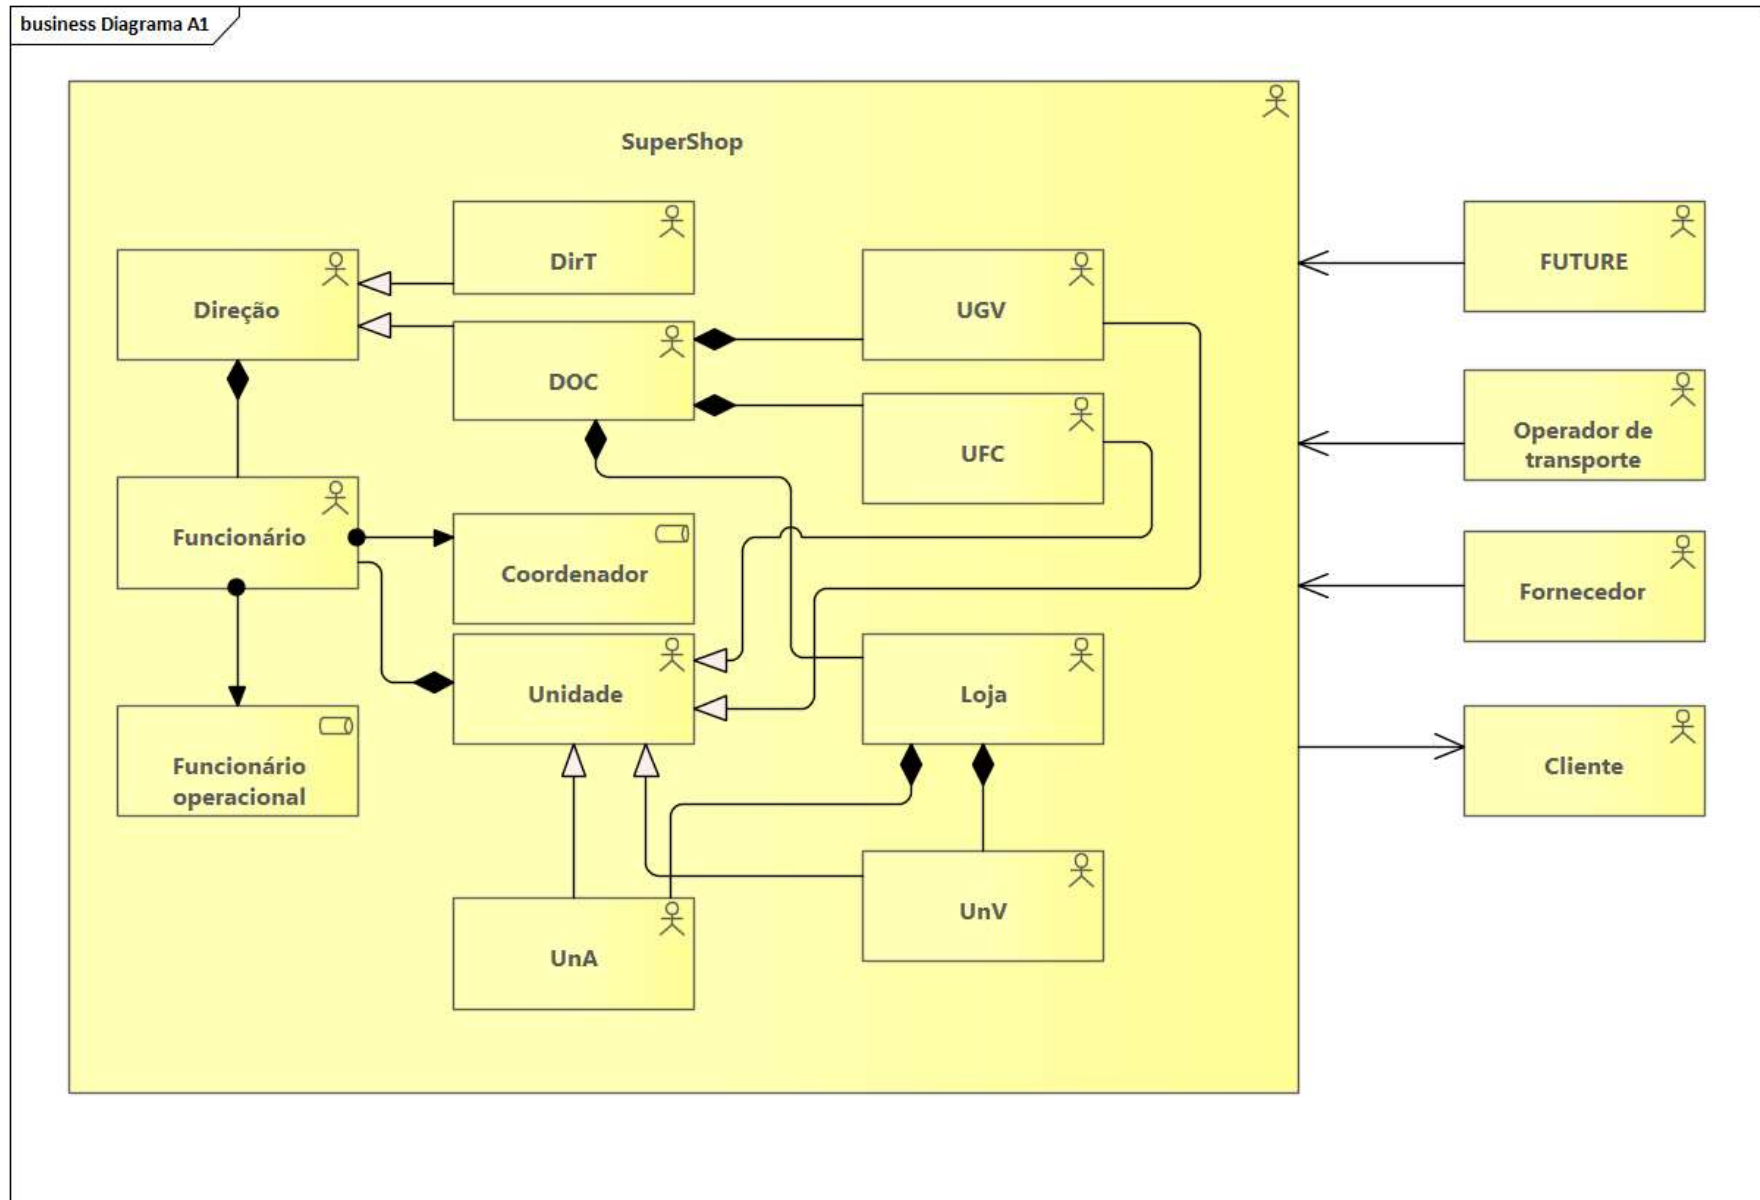 business Diagrama A1
SuperShop
DirT
Direção
UGV
FUTURE
DOC
UFC
Operador de
transporte
Funcionário
Coordenador
Fornecedor
Unidade
Loja
Funcionário
operacional
Cliente
UnV
UnA